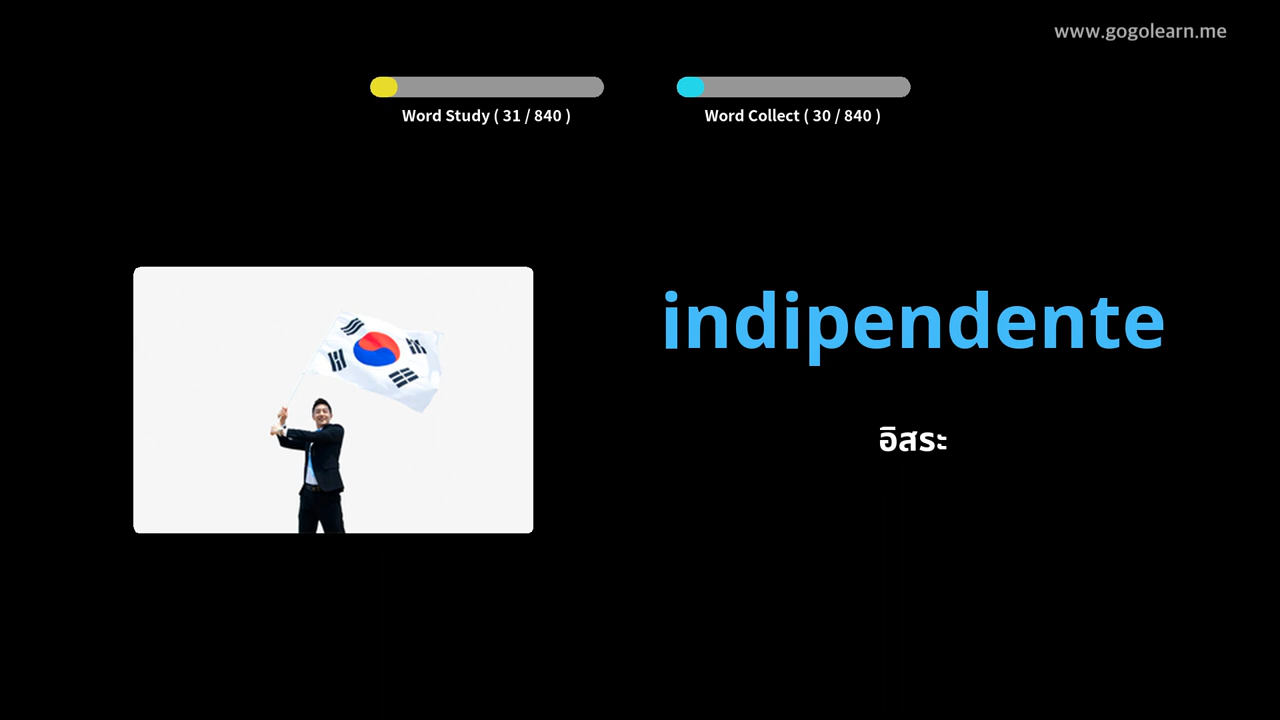 www.gogolearn.me
Word Study ( 31 / 840 )
Word Collect ( 30 / 840 )
indipendente
อิสระ